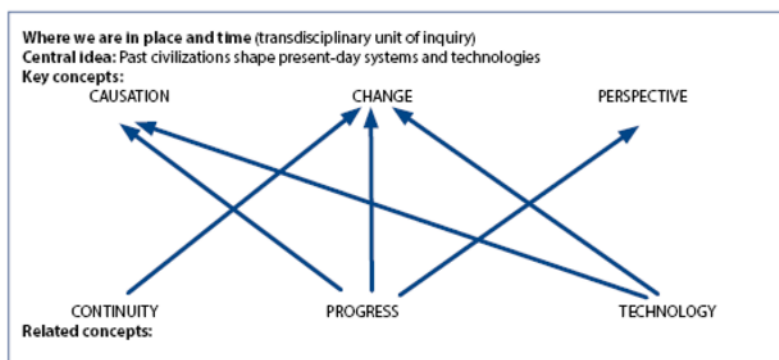 Where we are in place and time (transdisciplinary unit of inquiry)
Central idea: Past civilizations shape present-day systems and technologies
Key concepts:
CAUSATION CHANGE PERSPECTIVE
CONTINUITY PROGRESS TECHNOLOGY
Related concepts: